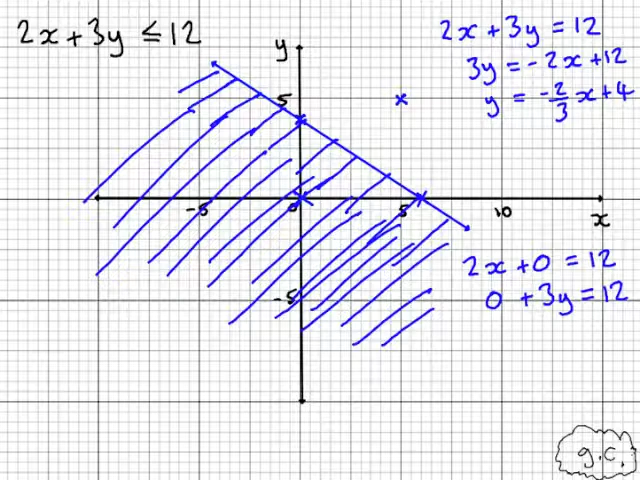 2x+3y ≤12
2x+3y=12
3y=-2x+12
y = -2/3x+4
y
5
-5
0
5
10
x
-5
2x+0 =12
0 +3y=12
g.c.